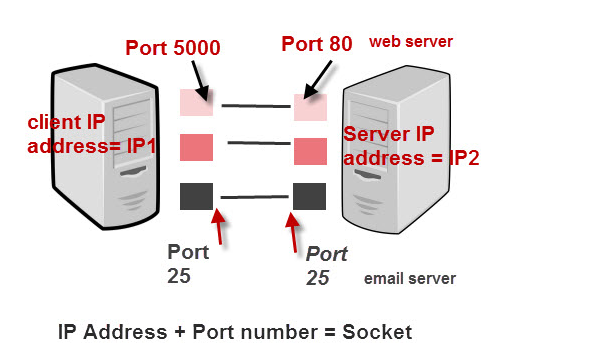 Port 5000
Port 80 web server
client IP
address= IP1
Server IP
address = IP2
Port
25
Port
25
email server
IP Address + Port number = Socket